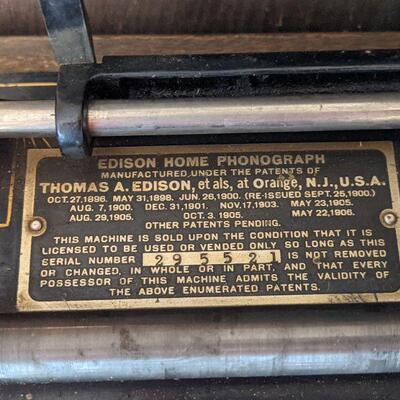 EDISON HOME PHONOGRAPH
MANUFACTURED UNDER THE PATENTS OF
THOMAS A. EDISON, et als, at Orange, N.J., U.S.A.
OCT. 27, 1896. MAY 31, 1898. JUN. 26, 1900. (RE-ISSUED SEPT. 25, 1900.)
AUG. 7, 1900. DEC. 31, 1901. NOV. 17, 1903. MAY 23, 1905.
AUG. 29, 1905. OCT. 3. 1905. MAY 22, 1906.
OTHER PATENTS PENDING.
THIS MACHINE IS SOLD UPON THE CONDITION THAT IT IS
LICENSED TO BE USED OR VENDED ONLY SO LONG AS THIS
SERIAL NUMBER 295521 IS NOT REMOVED
OR CHANGED, IN WHOLE OR IN PART, AND THAT EVERY
POSSESSOR OF THIS MACHINE ADMITS THE VALIDITY OF
THE ABOVE ENUMERATED PATENTS.